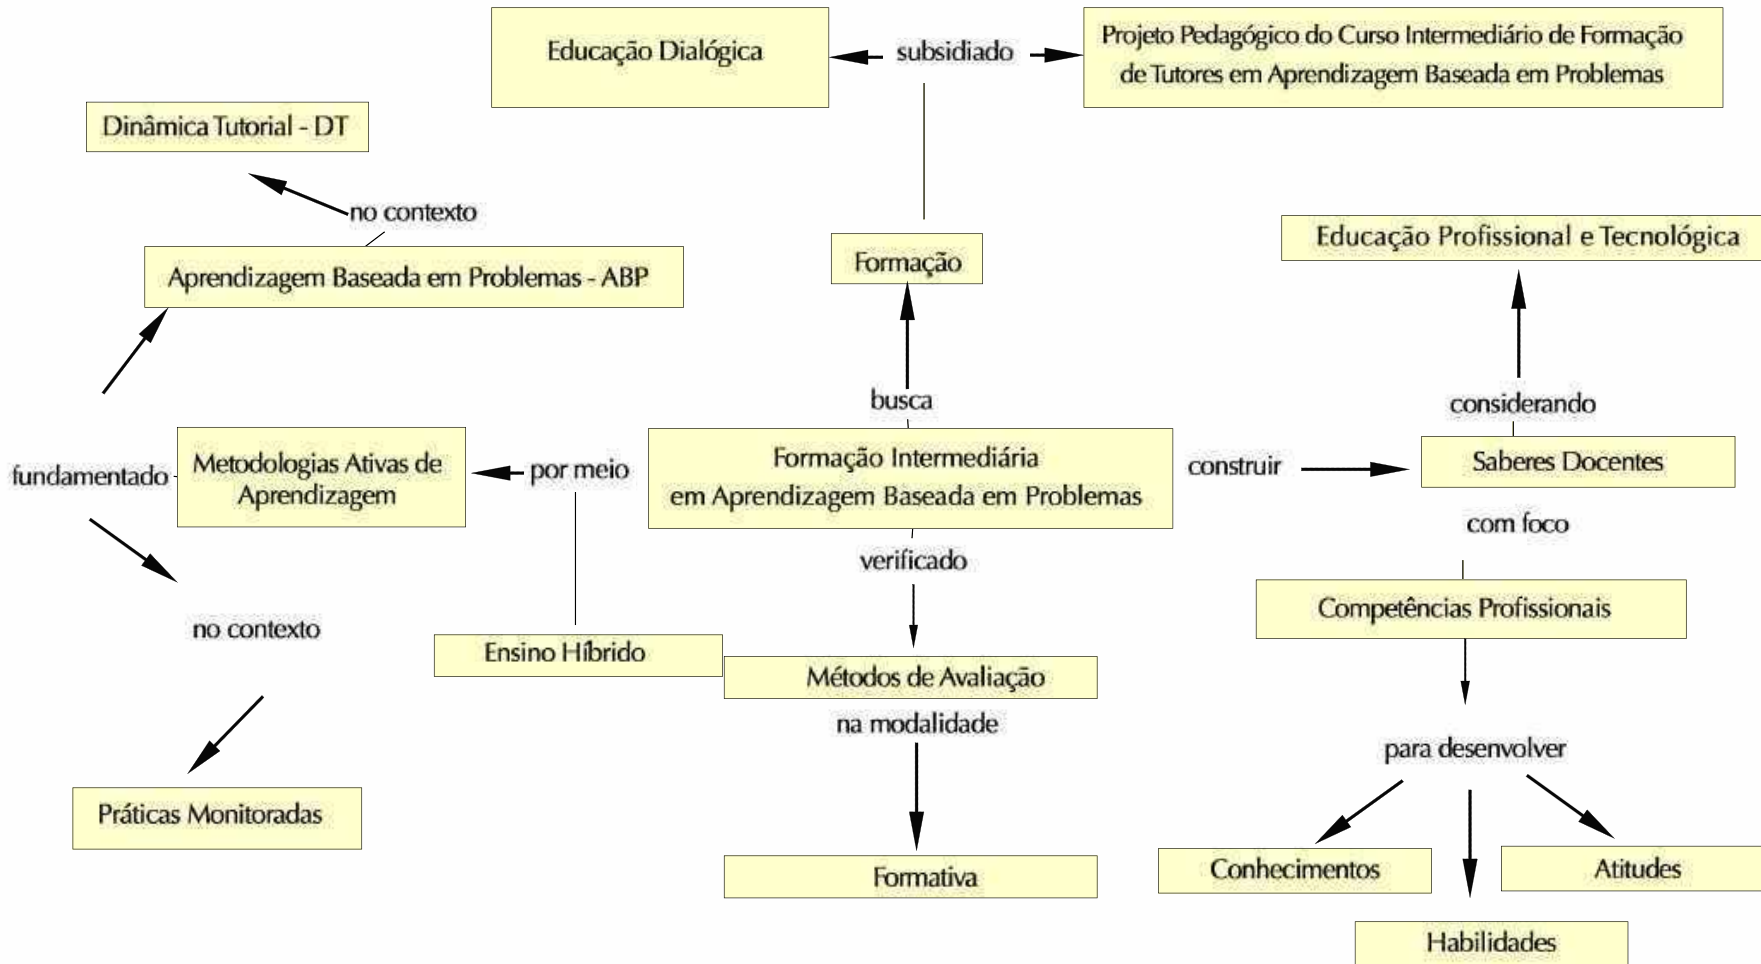 Educação Dialógica
subsidiado
Projeto Pedagógico do Curso Intermediário de Formação
de Tutores em Aprendizagem Baseada em Problemas
Dinâmica Tutorial - DT
no contexto
Aprendizagem Baseada em Problemas - ABP
Formação
Educação Profissional e Tecnológica
busca
considerando
fundamentado
Metodologias Ativas de
Aprendizagem
por meio
Formação Intermediária
em Aprendizagem Baseada em Problemas
construir
Saberes Docentes
com foco
verificado
Competências Profissionais
no contexto
Ensino Híbrido
Métodos de Avaliação
na modalidade
para desenvolver
Práticas Monitoradas
Formativa
Conhecimentos
Atitudes
Habilidades